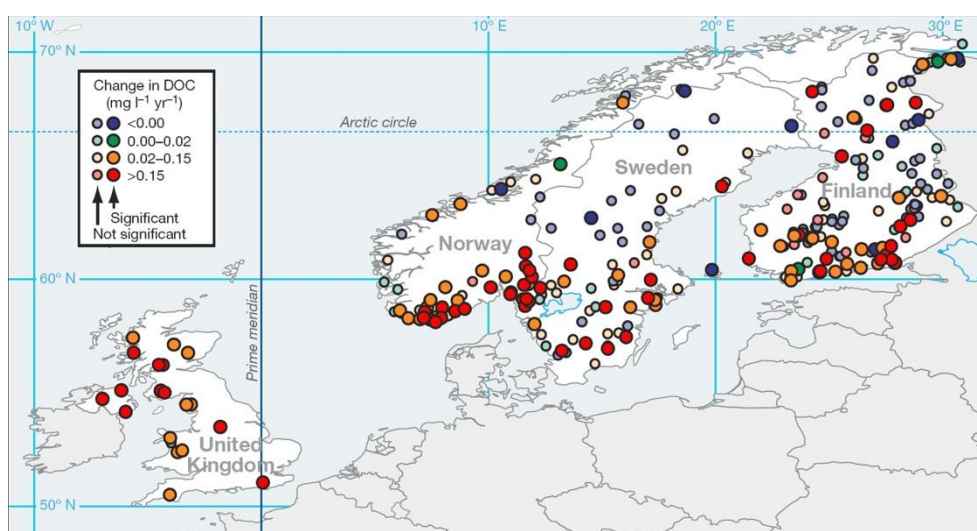 10° W
0°
10° E
20° E
30° E
70° N
Change in DOC
(mg l⁻¹ yr⁻¹)
<0.00
0.00–0.02
0.02–0.15
>0.15
Significant
Not significant
Arctic circle
Sweden
Finland
Norway
60° N
Prime meridian
United
Kingdom
50° N